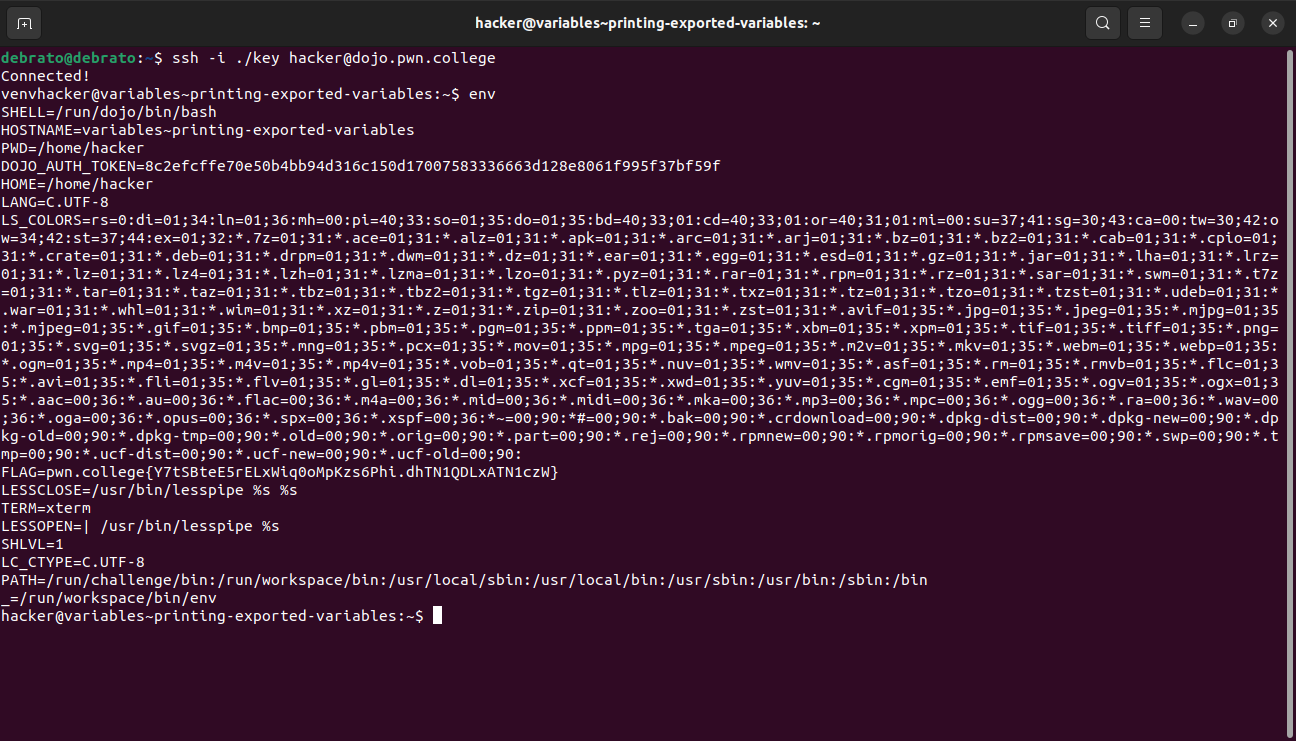 hacker@variables~printing-exported-variables: ~
debrato@debrato:~$ ssh -i ./key hacker@dojo.pwn.college
Connected!
venvhacker@variables~printing-exported-variables:~$ env
SHELL=/run/dojo/bin/bash
HOSTNAME=variables~printing-exported-variables
PWD=/home/hacker
DOJO_AUTH_TOKEN=8c2efcffe70e50b4bb94d316c150d17007583336663d128e8061f995f37bf59f
HOME=/home/hacker
LANG=C.UTF-8
LS_COLORS=rs=0:di=01;34:ln=01;36:mh=00:pi=40;33:so=01;35:do=01;35:bd=40;33;01:cd=40;33;01:or=40;31;01:mi=00:su=37;41:sg=30;43:ca=00:tw=30;42:o
w=34;42:st=37;44:ex=01;32:*.7z=01;31:*.ace=01;31:*.alz=01;31:*.apk=01;31:*.arc=01;31:*.arj=01;31:*.bz=01;31:*.bz2=01;31:*.cab=01;31:*.cpio=01;
31:*.crate=01;31:*.deb=01;31:*.drpm=01;31:*.dwm=01;31:*.dz=01;31:*.ear=01;31:*.egg=01;31:*.esd=01;31:*.gz=01;31:*.jar=01;31:*.lha=01;31:*.lrz=
01;31:*.lz=01;31:*.lz4=01;31:*.lzh=01;31:*.lzma=01;31:*.lzo=01;31:*.pyz=01;31:*.rar=01;31:*.rpm=01;31:*.rz=01;31:*.sar=01;31:*.swm=01;31:*.t7z
=01;31:*.tar=01;31:*.taz=01;31:*.tbz=01;31:*.tbz2=01;31:*.tgz=01;31:*.tlz=01;31:*.txz=01;31:*.tz=01;31:*.tzo=01;31:*.tzst=01;31:*.udeb=01;31:*
.war=01;31:*.whl=01;31:*.wim=01;31:*.xz=01;31:*.z=01;31:*.zip=01;31:*.zoo=01;31:*.zst=01;31:*.avif=01;35:*.jpg=01;35:*.jpeg=01;35:*.mjpg=01;35
:*.mjpeg=01;35:*.gif=01;35:*.bmp=01;35:*.pbm=01;35:*.pgm=01;35:*.ppm=01;35:*.tga=01;35:*.xbm=01;35:*.xpm=01;35:*.tif=01;35:*.tiff=01;35:*.png=
01;35:*.svg=01;35:*.svgz=01;35:*.mng=01;35:*.pcx=01;35:*.mov=01;35:*.mpg=01;35:*.mpeg=01;35:*.m2v=01;35:*.mkv=01;35:*.webm=01;35:*.webp=01;35:
*.ogm=01;35:*.mp4=01;35:*.m4v=01;35:*.mp4v=01;35:*.vob=01;35:*.qt=01;35:*.nuv=01;35:*.wmv=01;35:*.asf=01;35:*.rm=01;35:*.rmvb=01;35:*.flc=01;3
5:*.avi=01;35:*.fli=01;35:*.flv=01;35:*.gl=01;35:*.dl=01;35:*.xcf=01;35:*.xwd=01;35:*.yuv=01;35:*.cgm=01;35:*.emf=01;35:*.ogv=01;35:*.ogx=01;3
5:*.aac=00;36:*.au=00;36:*.flac=00;36:*.m4a=00;36:*.mid=00;36:*.midi=00;36:*.mka=00;36:*.mp3=00;36:*.mpc=00;36:*.ogg=00;36:*.ra=00;36:*.wav=00
;36:*.oga=00;36:*.opus=00;36:*.spx=00;36:*.xspf=00;36:*~=00;90:*#=00;90:*.bak=00;90:*.crdownload=00;90:*.dpkg-dist=00;90:*.dpkg-new=00;90:*.dp
kg-old=00;90:*.dpkg-tmp=00;90:*.old=00;90:*.orig=00;90:*.part=00;90:*.rej=00;90:*.rpmnew=00;90:*.rpmorig=00;90:*.rpmsave=00;90:*.swp=00;90:*.t
mp=00;90:*.ucf-dist=00;90:*.ucf-new=00;90:*.ucf-old=00;90:
FLAG=pwn.college{Y7tSBteE5rELxWiq0oMpKzs6Phi.dhTN1QDLxATN1czW}
LESSCLOSE=/usr/bin/lesspipe %s %s
TERM=xterm
LESSOPEN=| /usr/bin/lesspipe %s
SHLVL=1
LC_CTYPE=C.UTF-8
PATH=/run/challenge/bin:/run/workspace/bin:/usr/local/sbin:/usr/local/bin:/usr/sbin:/usr/bin:/sbin:/bin
_=/run/workspace/bin/env
hacker@variables~printing-exported-variables:~$